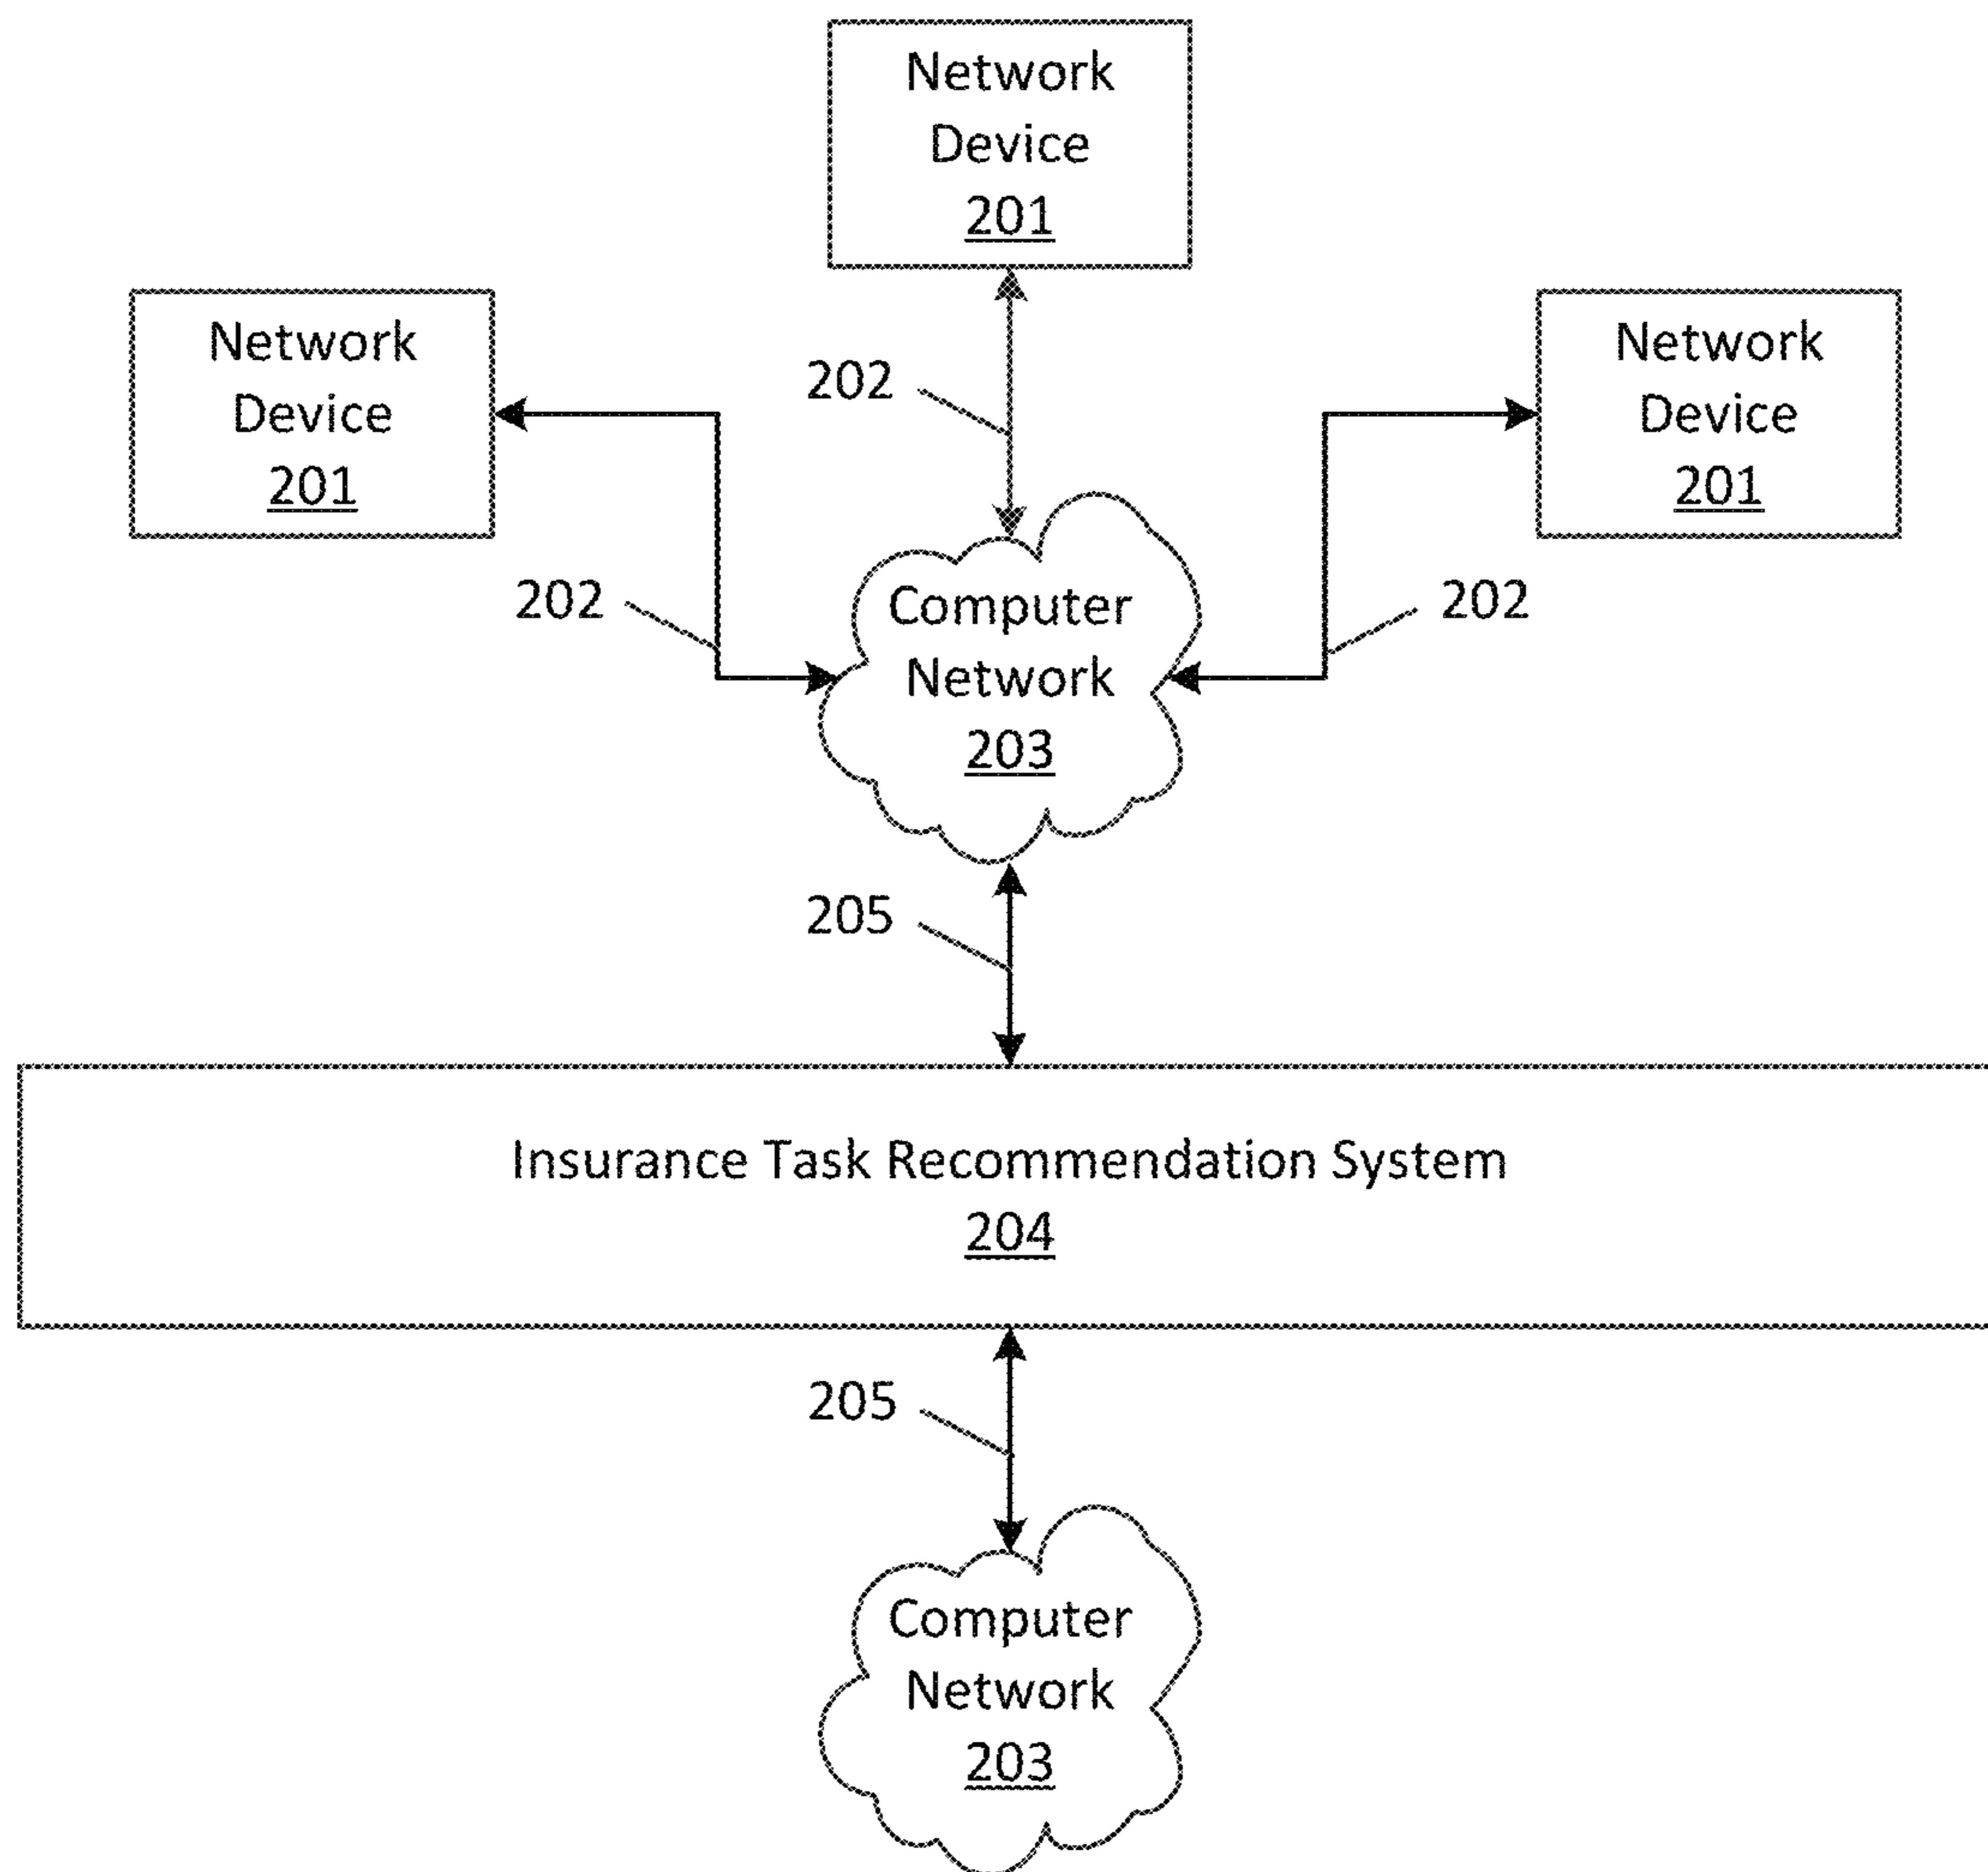 Network
Device
201
Network
Device
201
Network
Device
201
202
202
202
Computer
Network
203
205
Insurance Task Recommendation System
204
205
Computer
Network
203